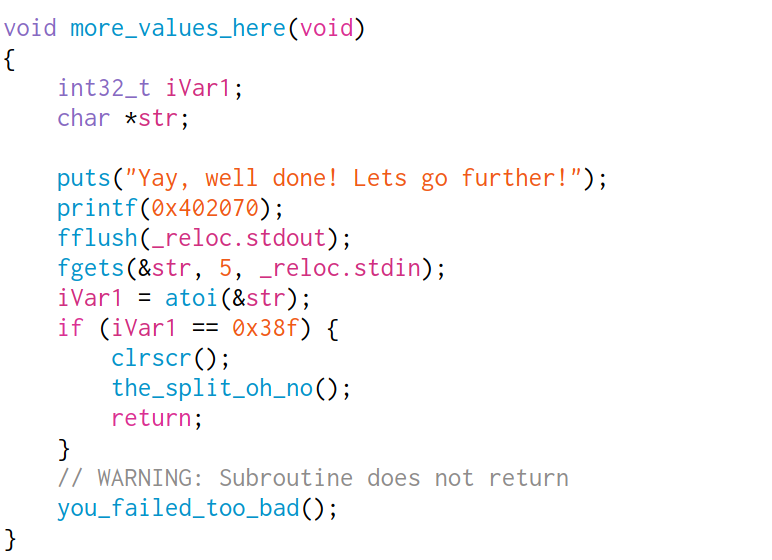 void more_values_here(void)
{
    int32_t iVar1;
    char *str;

    puts("Yay, well done! Lets go further!");
    printf(0x402070);
    fflush(_reloc.stdout);
    fgets(&str, 5, _reloc.stdin);
    iVar1 = atoi(&str);
    if (iVar1 == 0x38f) {
        clrscr();
        the_split_oh_no();
        return;
    }
    // WARNING: Subroutine does not return
    you_failed_too_bad();
}